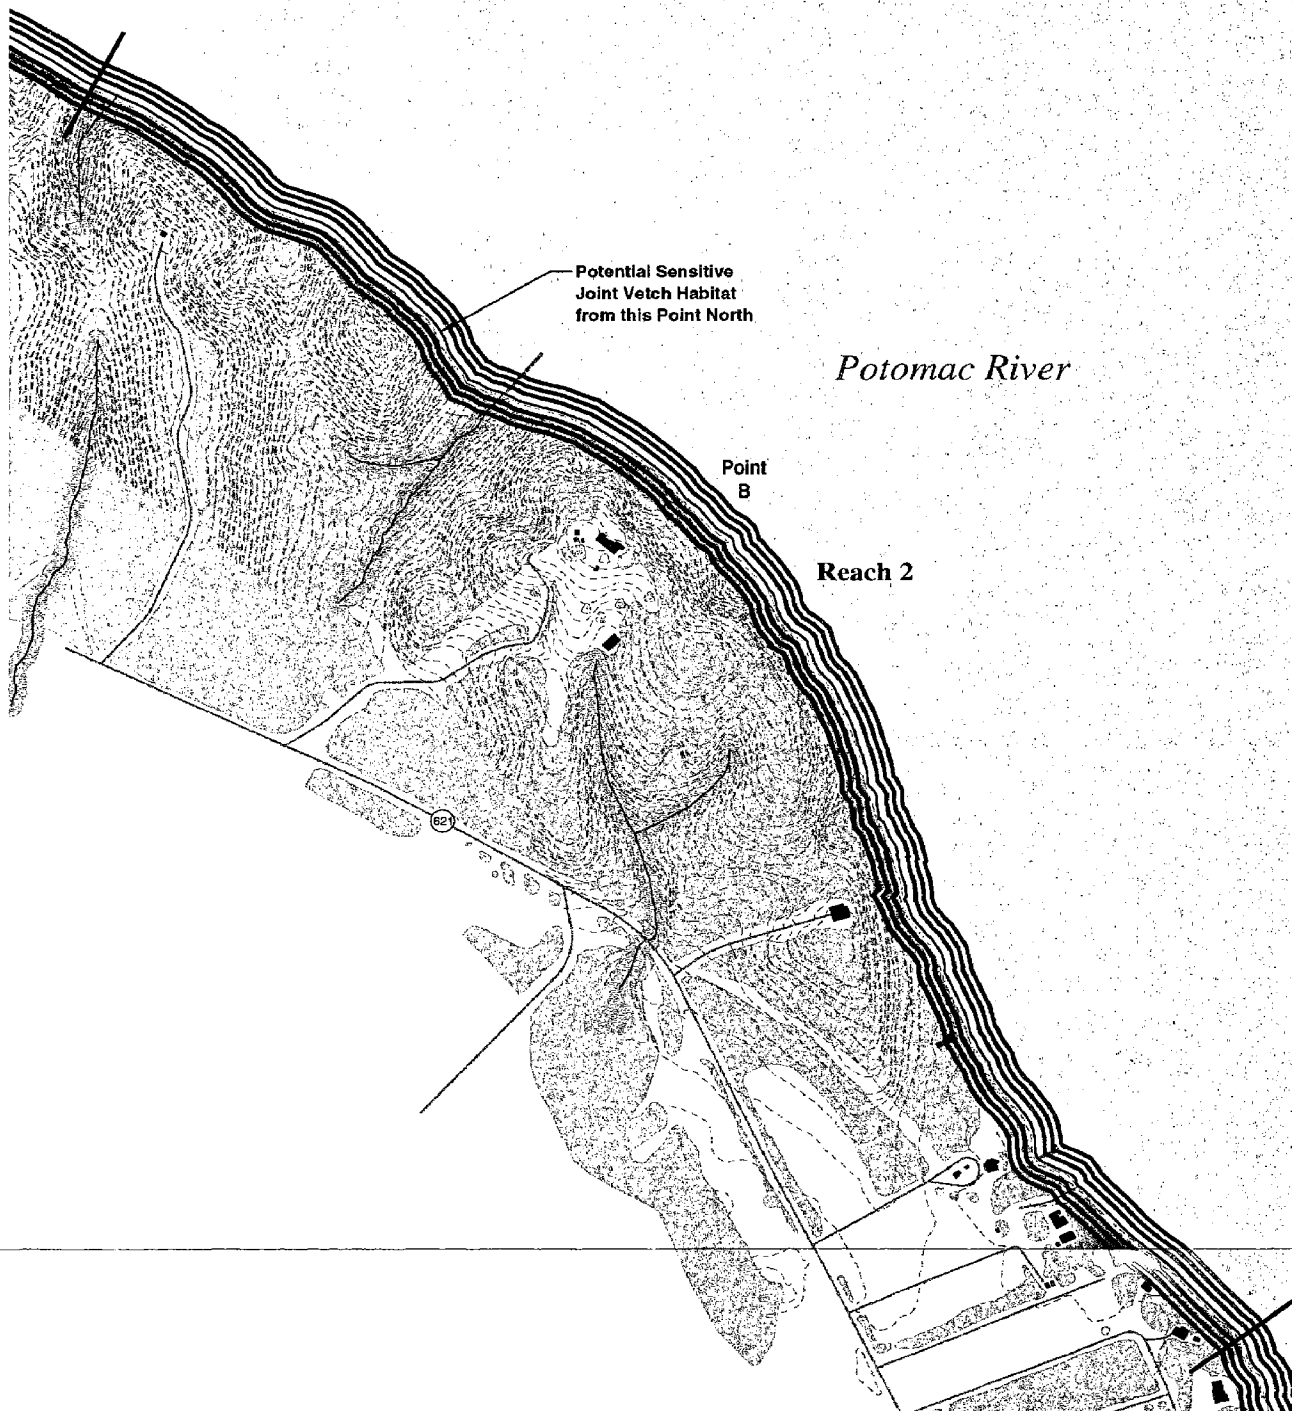 Potential Sensitive
Joint Vetch Habitat
from this Point North
Potomac River
Point
B
Reach 2
621